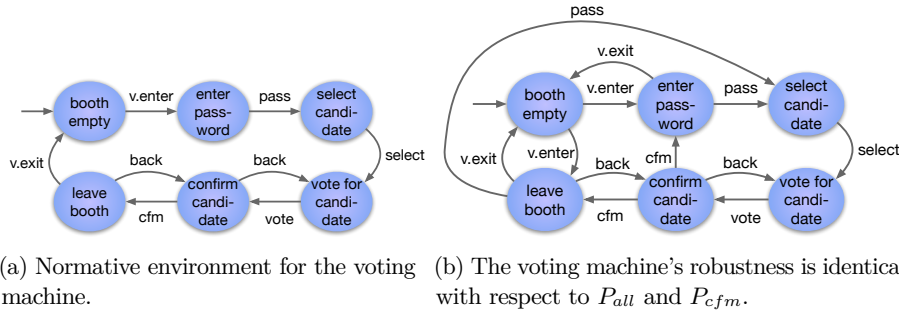 booth
empty
v.enter
enter
pass-
word
pass
select
candi-
date
select
v.exit
back
back
leave
booth
cfm
confirm
candi-
date
vote
vote for
candi-
date
(a) Normative environment for the voting
machine.
pass
v.exit
booth
empty
v.enter
enter
pass-
word
pass
select
candi-
date
select
v.exit
v.enter
back
cfm
back
leave
booth
cfm
confirm
candi-
date
vote
vote for
candi-
date
(b) The voting machine's robustness is identica
with respect to P_all and P_cfm.